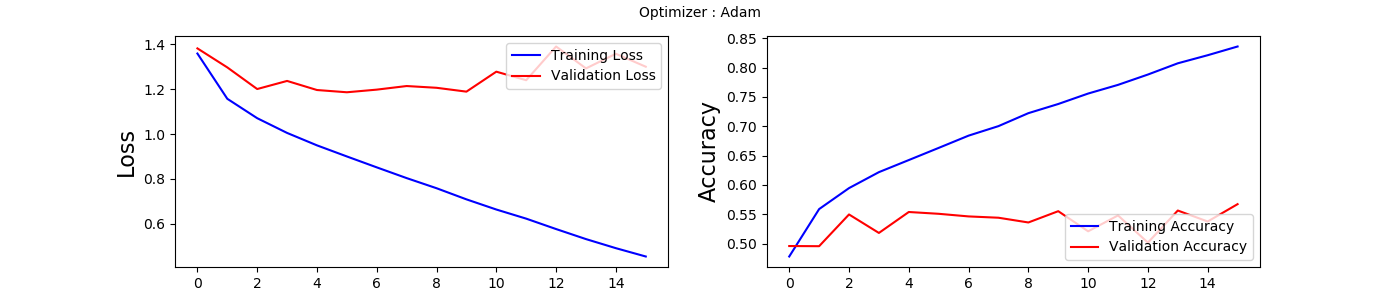 Optimizer : Adam
Loss
1.4
1.2
1.0
0.8
0.6
0 2 4 6 8 10 12 14
Training Loss
Validation Loss
Accuracy
0.85
0.80
0.75
0.70
0.65
0.60
0.55
0.50
0 2 4 6 8 10 12 14
Training Accuracy
Validation Accuracy